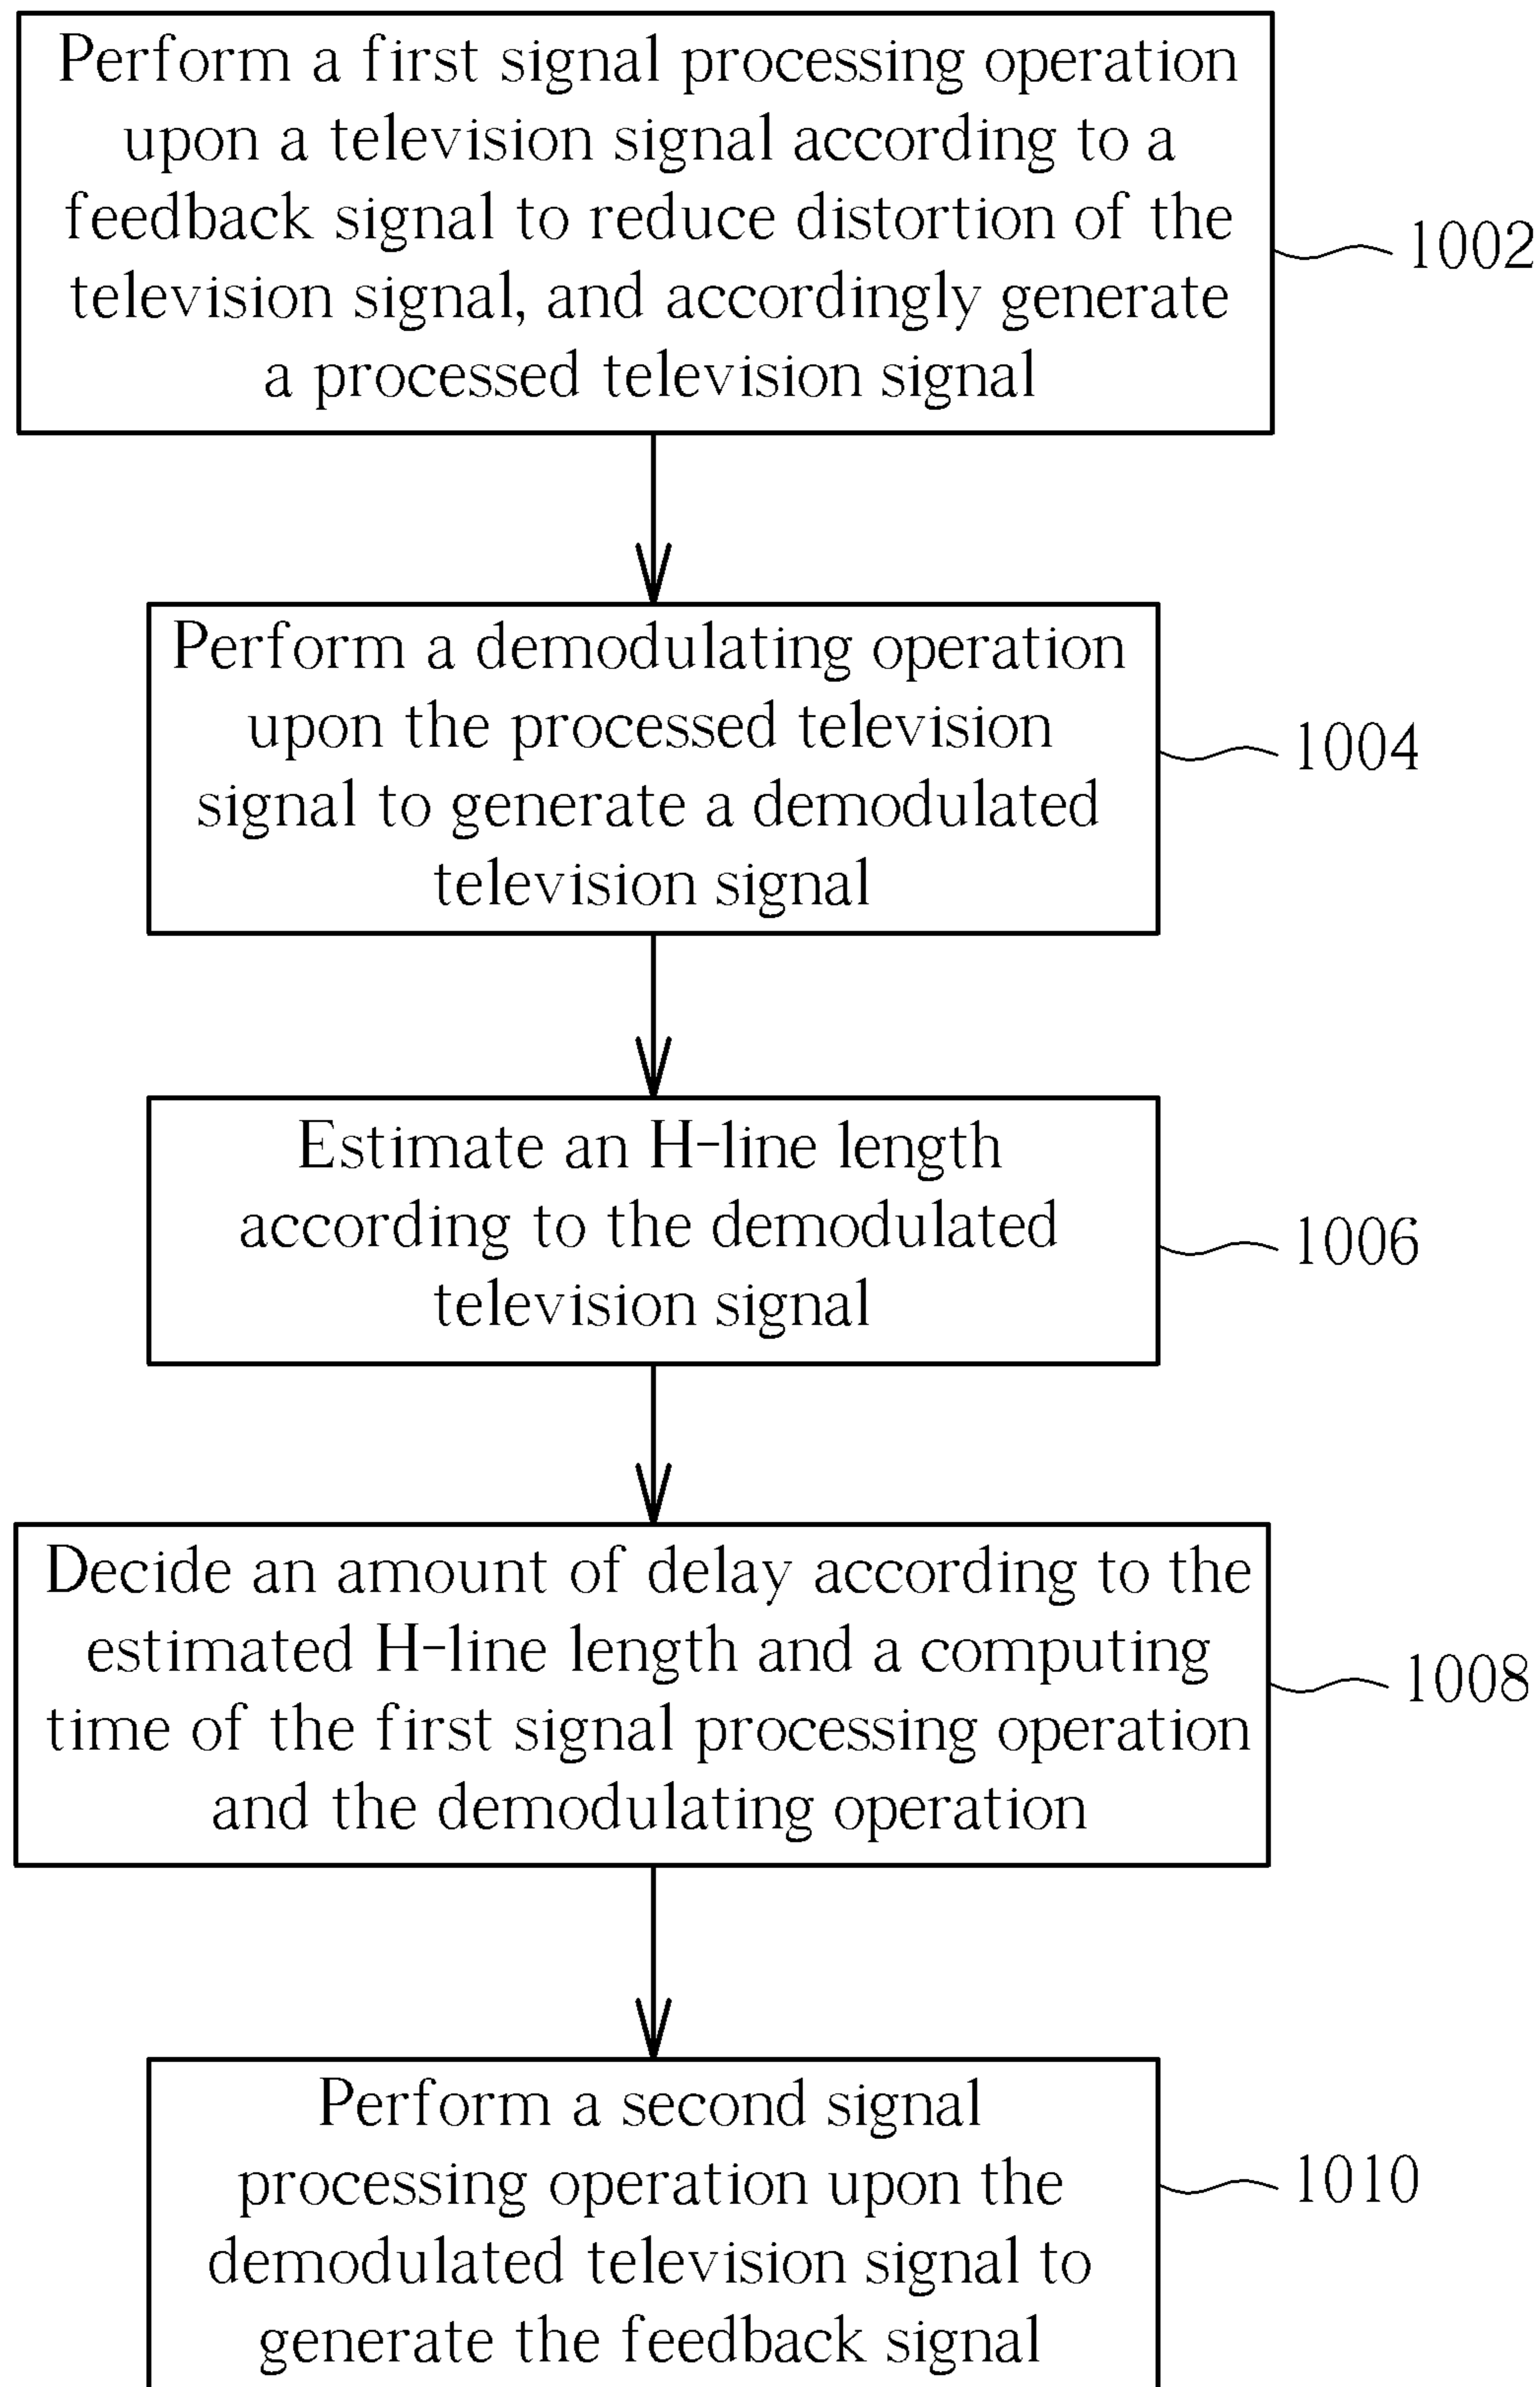 Perform a first signal processing operation
upon a television signal according to a
feedback signal to reduce distortion of the
television signal, and accordingly generate
a processed television signal
1002
Perform a demodulating operation
upon the processed television
signal to generate a demodulated
television signal
1004
Estimate an H-line length
according to the demodulated
television signal
1006
Decide an amount of delay according to the
estimated H-line length and a computing
time of the first signal processing operation
and the demodulating operation
1008
Perform a second signal
processing operation upon the
demodulated television signal to
generate the feedback signal
1010